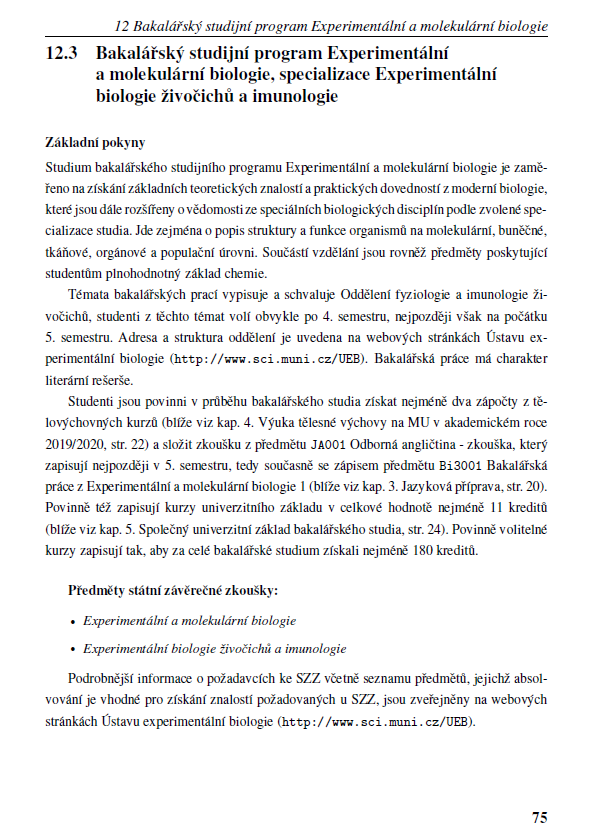 12 Bakalářský studijní program Experimentální a molekulární biologie
12.3 Bakalářský studijní program Experimentální
a molekulární biologie, specializace Experimentální
biologie živočichů a imunologie
Základní pokyny
Studium bakalářského studijního programu Experimentální a molekulární biologie je zamě-
řeno na získání základních teoretických znalostí a praktických dovedností z moderní biologie,
které jsou dále rozšířeny o vědomosti ze speciálních biologických disciplín podle zvolené spe-
cializace studia. Jde zejména o popis struktury a funkce organismů na molekulární, buněčné,
tkáňové, orgánové a populační úrovni. Součástí vzdělání jsou rovněž předměty poskytující
studentům plnohodnotný základ chemie.
Témata bakalářských prací vypisuje a schvaluje Oddělení fyziologie a imunologie ži-
vočichů, studenti z těchto témat volí obvykle po 4. semestru, nejpozději však na počátku
5. semestru. Adresa a struktura oddělení je uvedena na webových stránkách Ústavu ex-
perimentální biologie (http://www.sci.muni.cz/UEB). Bakalářská práce má charakter
literární rešerše.
Studenti jsou povinni v průběhu bakalářského studia získat nejméně dva zápočty z tě-
lovýchovných kurzů (blíže viz kap. 4. Výuka tělesné výchovy na MU v akademickém roce
2019/2020, str. 22) a složit zkoušku z předmětu JA001 Odborná angličtina - zkouška, který
zapisují nejpozději v 5. semestru, tedy současně se zápisem předmětu Bi3001 Bakalářská
práce z Experimentální a molekulární biologie 1 (blíže viz kap. 3. Jazyková příprava, str. 20).
Povinně též zapisují kurzy univerzitního základu v celkové hodnotě nejméně 11 kreditů
(blíže viz kap. 5. Společný univerzitní základ bakalářského studia, str. 24). Povinně volitelné
kurzy zapisují tak, aby za celé bakalářské studium získali nejméně 180 kreditů.
Předměty státní závěrečné zkoušky:
• Experimentální a molekulární biologie
• Experimentální biologie živočichů a imunologie
Podrobnější informace o požadavcích ke SZZ včetně seznamu předmětů, jejichž absol-
vování je vhodné pro získání znalostí požadovaných u SZZ, jsou zveřejněny na webových
stránkách Ústavu experimentální biologie (http://www.sci.muni.cz/UEB).
75